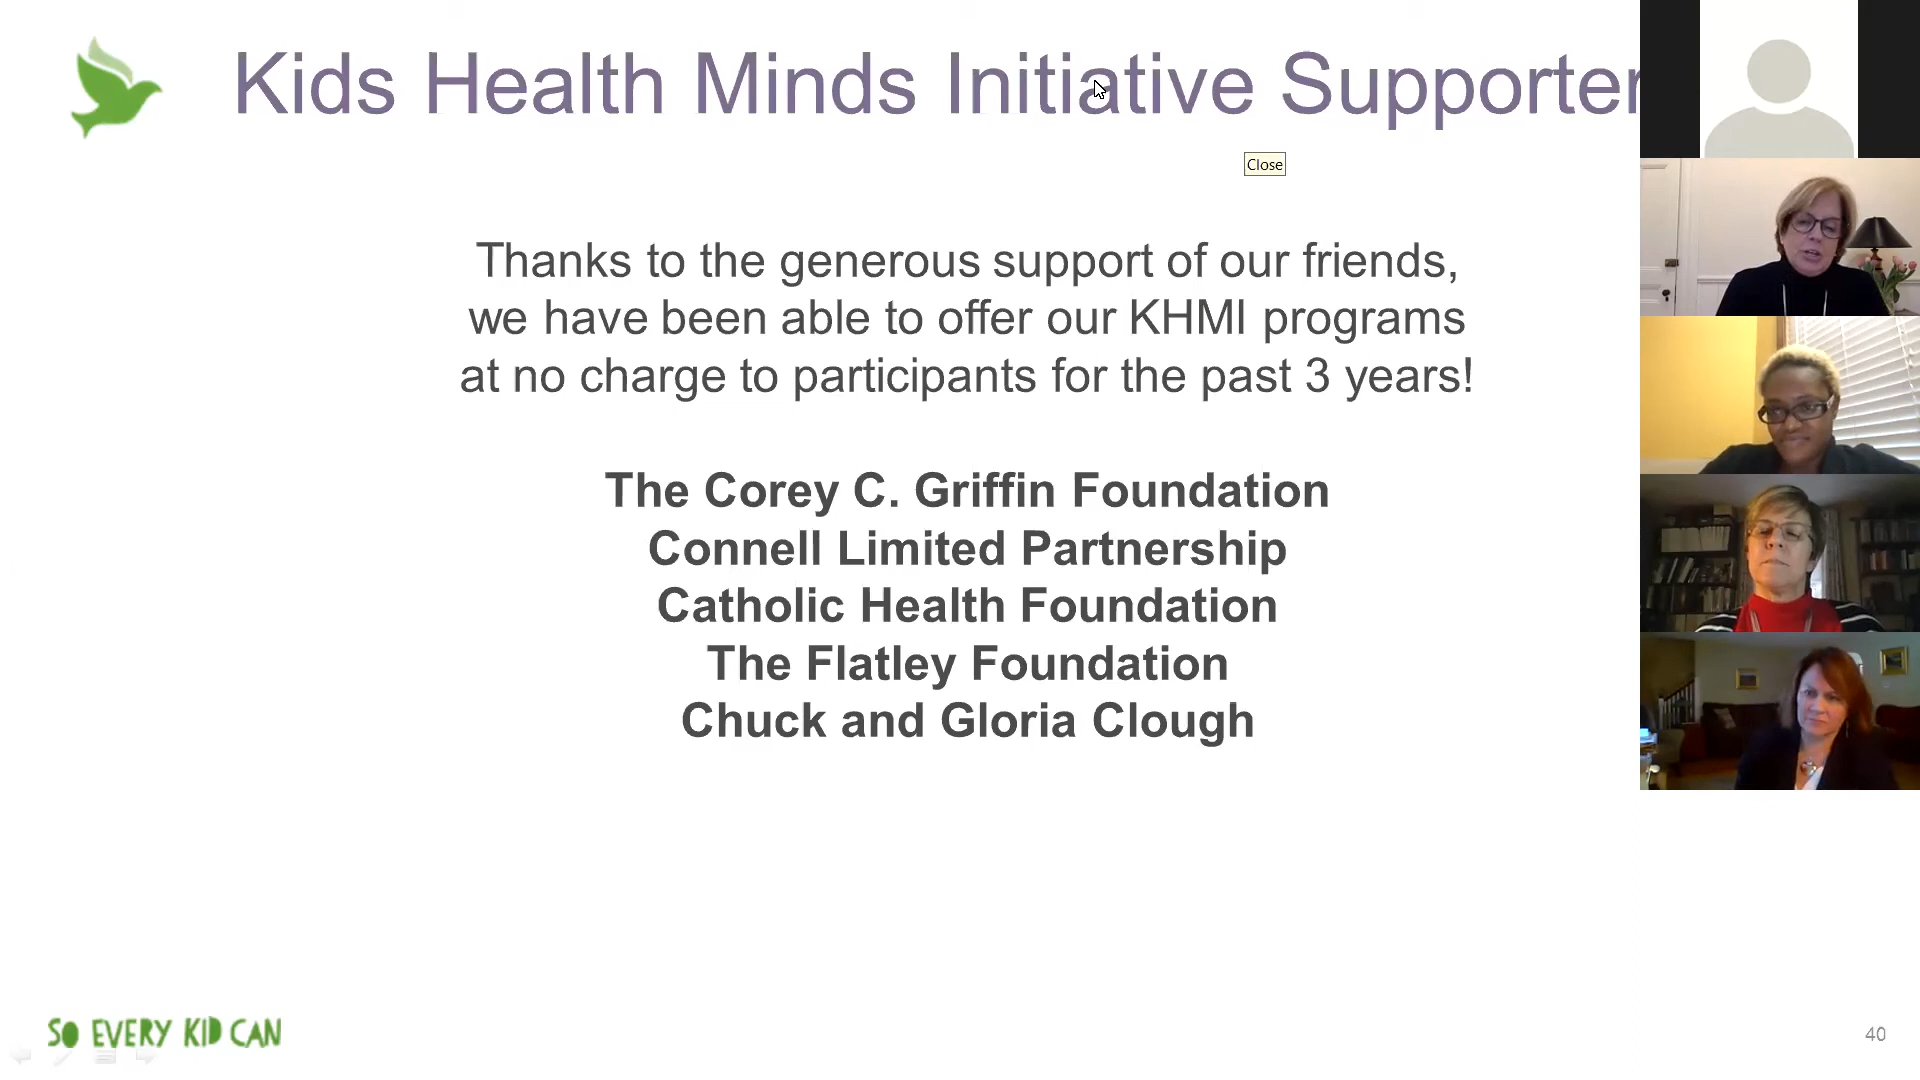 Kids Health Minds Initiative Supporter
Close
Thanks to the generous support of our friends,
we have been able to offer our KHMI programs
at no charge to participants for the past 3 years!
The Corey C. Griffin Foundation
Connell Limited Partnership
Catholic Health Foundation
The Flatley Foundation
Chuck and Gloria Clough
SO EVERY KID CAN
40